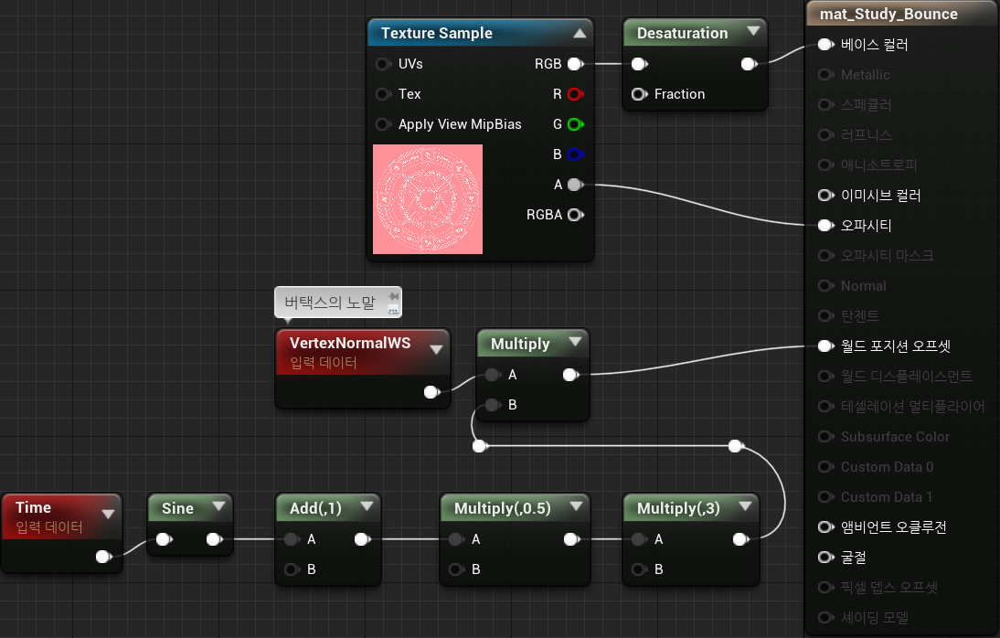 mat_Study_Bounce
베이스 컬러
Metallic
스페큘러
러프니스
애니소트로피
이미시브 컬러
오파시티
오파시티 마스크
Normal
탄젠트
월드 포지션 오프셋
월드 디스플레이스먼트
테셀레이션 멀티플라이어
Subsurface Color
Custom Data 0
Custom Data 1
앰비언트 오클루전
굴절
픽셀 뎁스 오프셋
셰이딩 모델
Texture Sample
UVs
RGB
Tex
R
Apply View MipBias
G
B
A
RGBA
Desaturation
Fraction
버택스의 노말
VertexNormalWS
입력 데이터
Multiply
A
B
Time
입력 데이터
Sine
Add(,1)
A
B
Multiply(,0.5)
A
B
Multiply(,3)
A
B